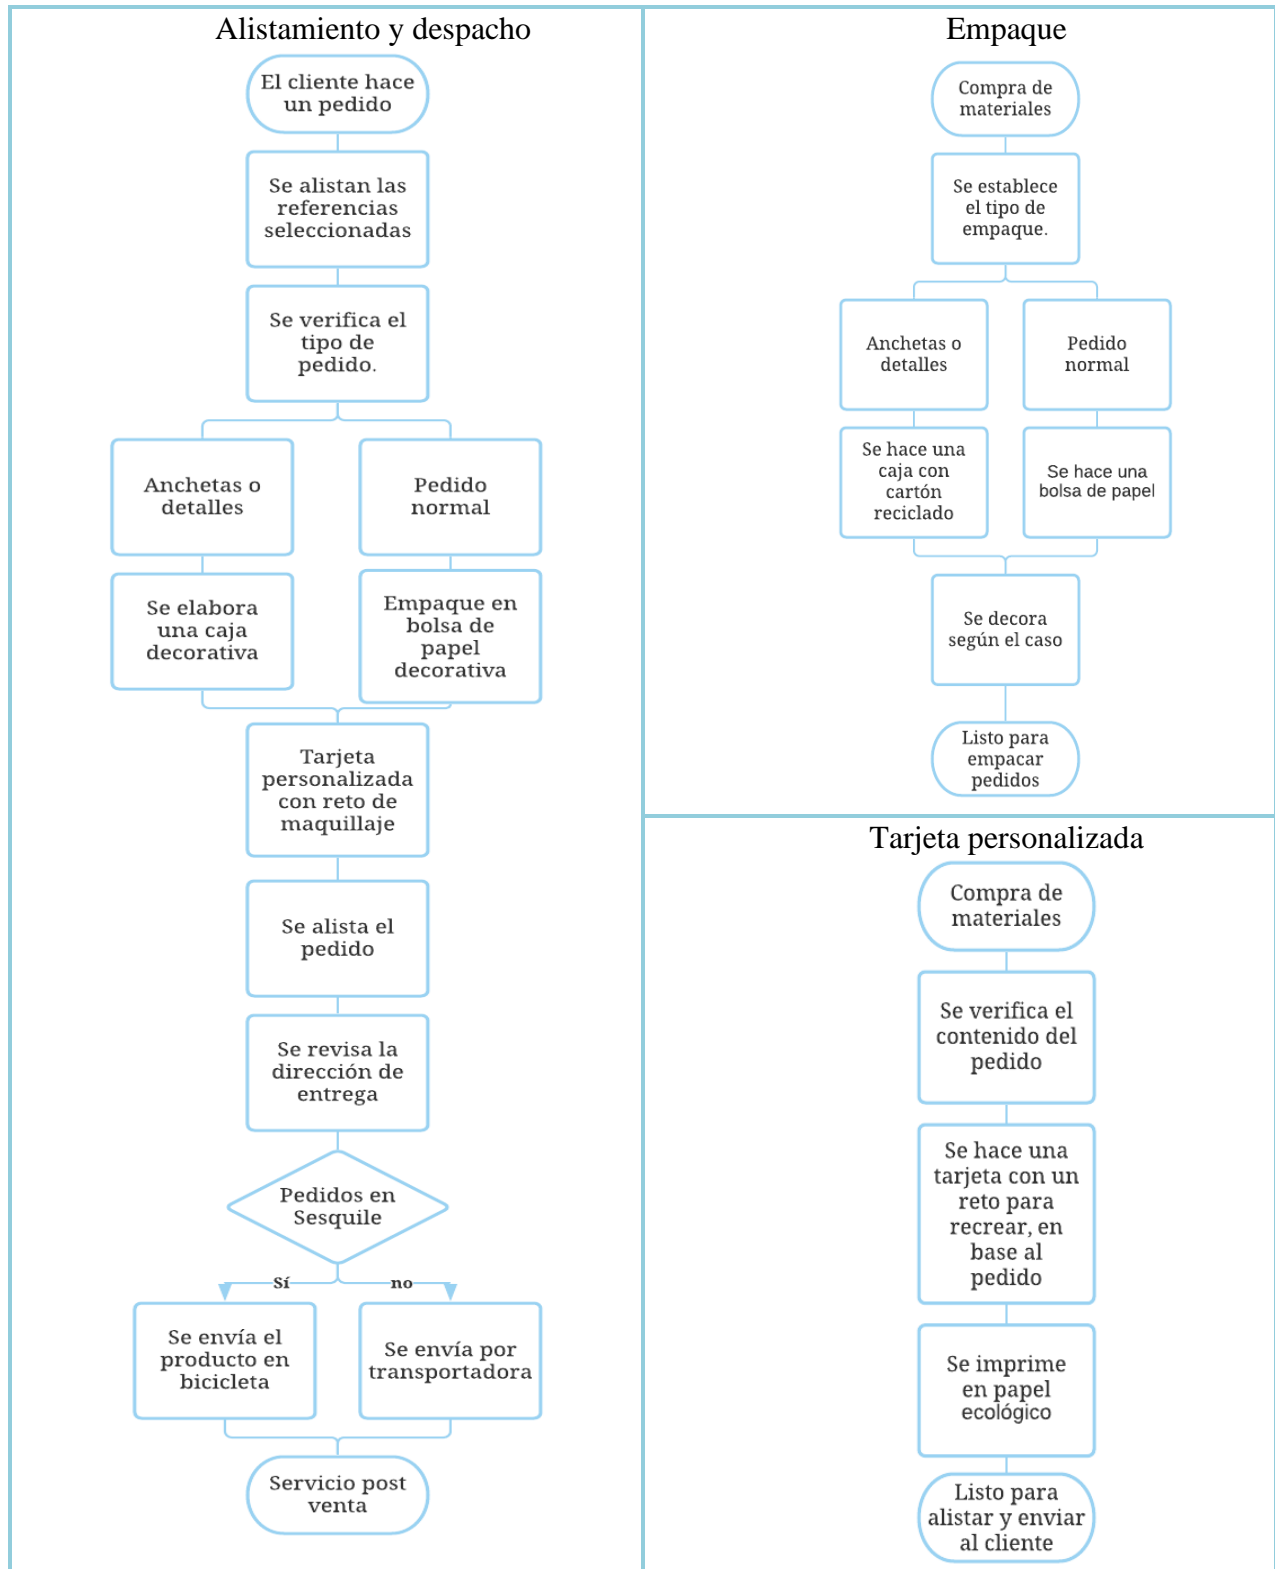 Alistamiento y despacho
El cliente hace
un pedido
Se alistan las
referencias
seleccionadas
Se verifica el
tipo de
pedido.
Anchetas o
detalles
Pedido
normal
Se elabora
una caja
decorativa
Empaque en
bolsa de
papel
decorativa
Tarjeta
personalizada
con reto de
maquillaje
Se alista el
pedido
Se revisa la
dirección de
entrega
Pedidos en
Sesquile
Sí
no
Se envía el
producto en
bicicleta
Se envía por
transportadora
Servicio post
venta
Empaque
Compra de
materiales
Se establece
el tipo de
empaque.
Anchetas o
detalles
Pedido
normal
Se hace una
caja con
cartón
reciclado
Se hace una
bolsa de papel
Se decora
según el caso
Listo para
empacar
pedidos
Tarjeta personalizada
Compra de
materiales
Se verifica el
contenido del
pedido
Se hace una
tarjeta con un
reto para
recrear, en
base al
pedido
Se imprime
en papel
ecológico
Listo para
alistar y enviar
al cliente